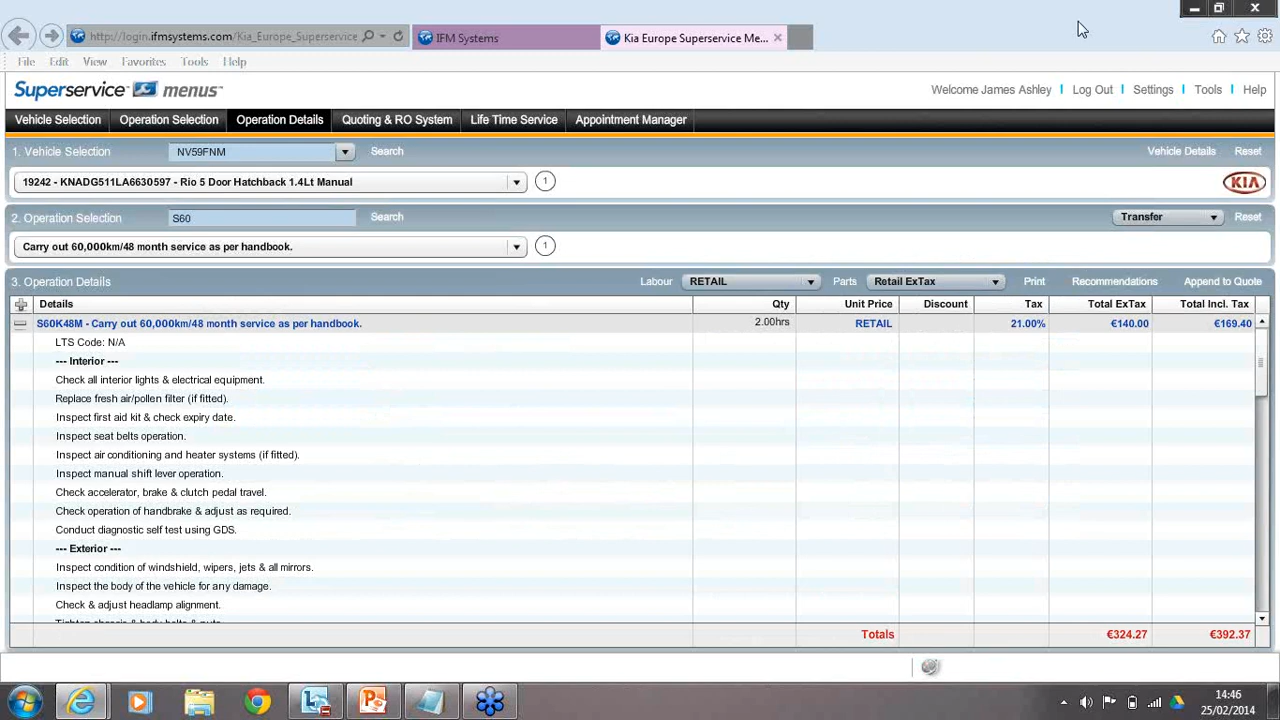 http://login.ifmsystems.com/Kia_Europe_Superservice
IFM Systems
Kia Europe Superservice Me...
File Edit View Favorites Tools Help
Superservice menus
Welcome James Ashley | Log Out | Settings | Tools | Help
Vehicle Selection | Operation Selection | Operation Details | Quoting & RO System | Life Time Service | Appointment Manager
1. Vehicle Selection NV59FNM Search Vehicle Details Reset
19242 - KNADG511LA6630597 - Rio 5 Door Hatchback 1.4Lt Manual 1 KIA
2. Operation Selection S60 Search Transfer Reset
Carry out 60,000km/48 month service as per handbook. 1
3. Operation Details Labour RETAIL Parts Retail ExTax Print Recommendations Append to Quote
Details Qty Unit Price Discount Tax Total ExTax Total Incl. Tax
S60K48M - Carry out 60,000km/48 month service as per handbook. 2.00hrs RETAIL 21.00% €140.00 €169.40
LTS Code: N/A
--- Interior ---
Check all interior lights & electrical equipment.
Replace fresh air/pollen filter (if fitted).
Inspect first aid kit & check expiry date.
Inspect seat belts operation.
Inspect air conditioning and heater systems (if fitted).
Inspect manual shift lever operation.
Check accelerator, brake & clutch pedal travel.
Check operation of handbrake & adjust as required.
Conduct diagnostic self test using GDS.
--- Exterior ---
Inspect condition of windshield, wipers, jets & all mirrors.
Inspect the body of the vehicle for any damage.
Check & adjust headlamp alignment.
Tighten chassis & body bolts & nuts.
Totals €324.27 €392.37
14:46
25/02/2014